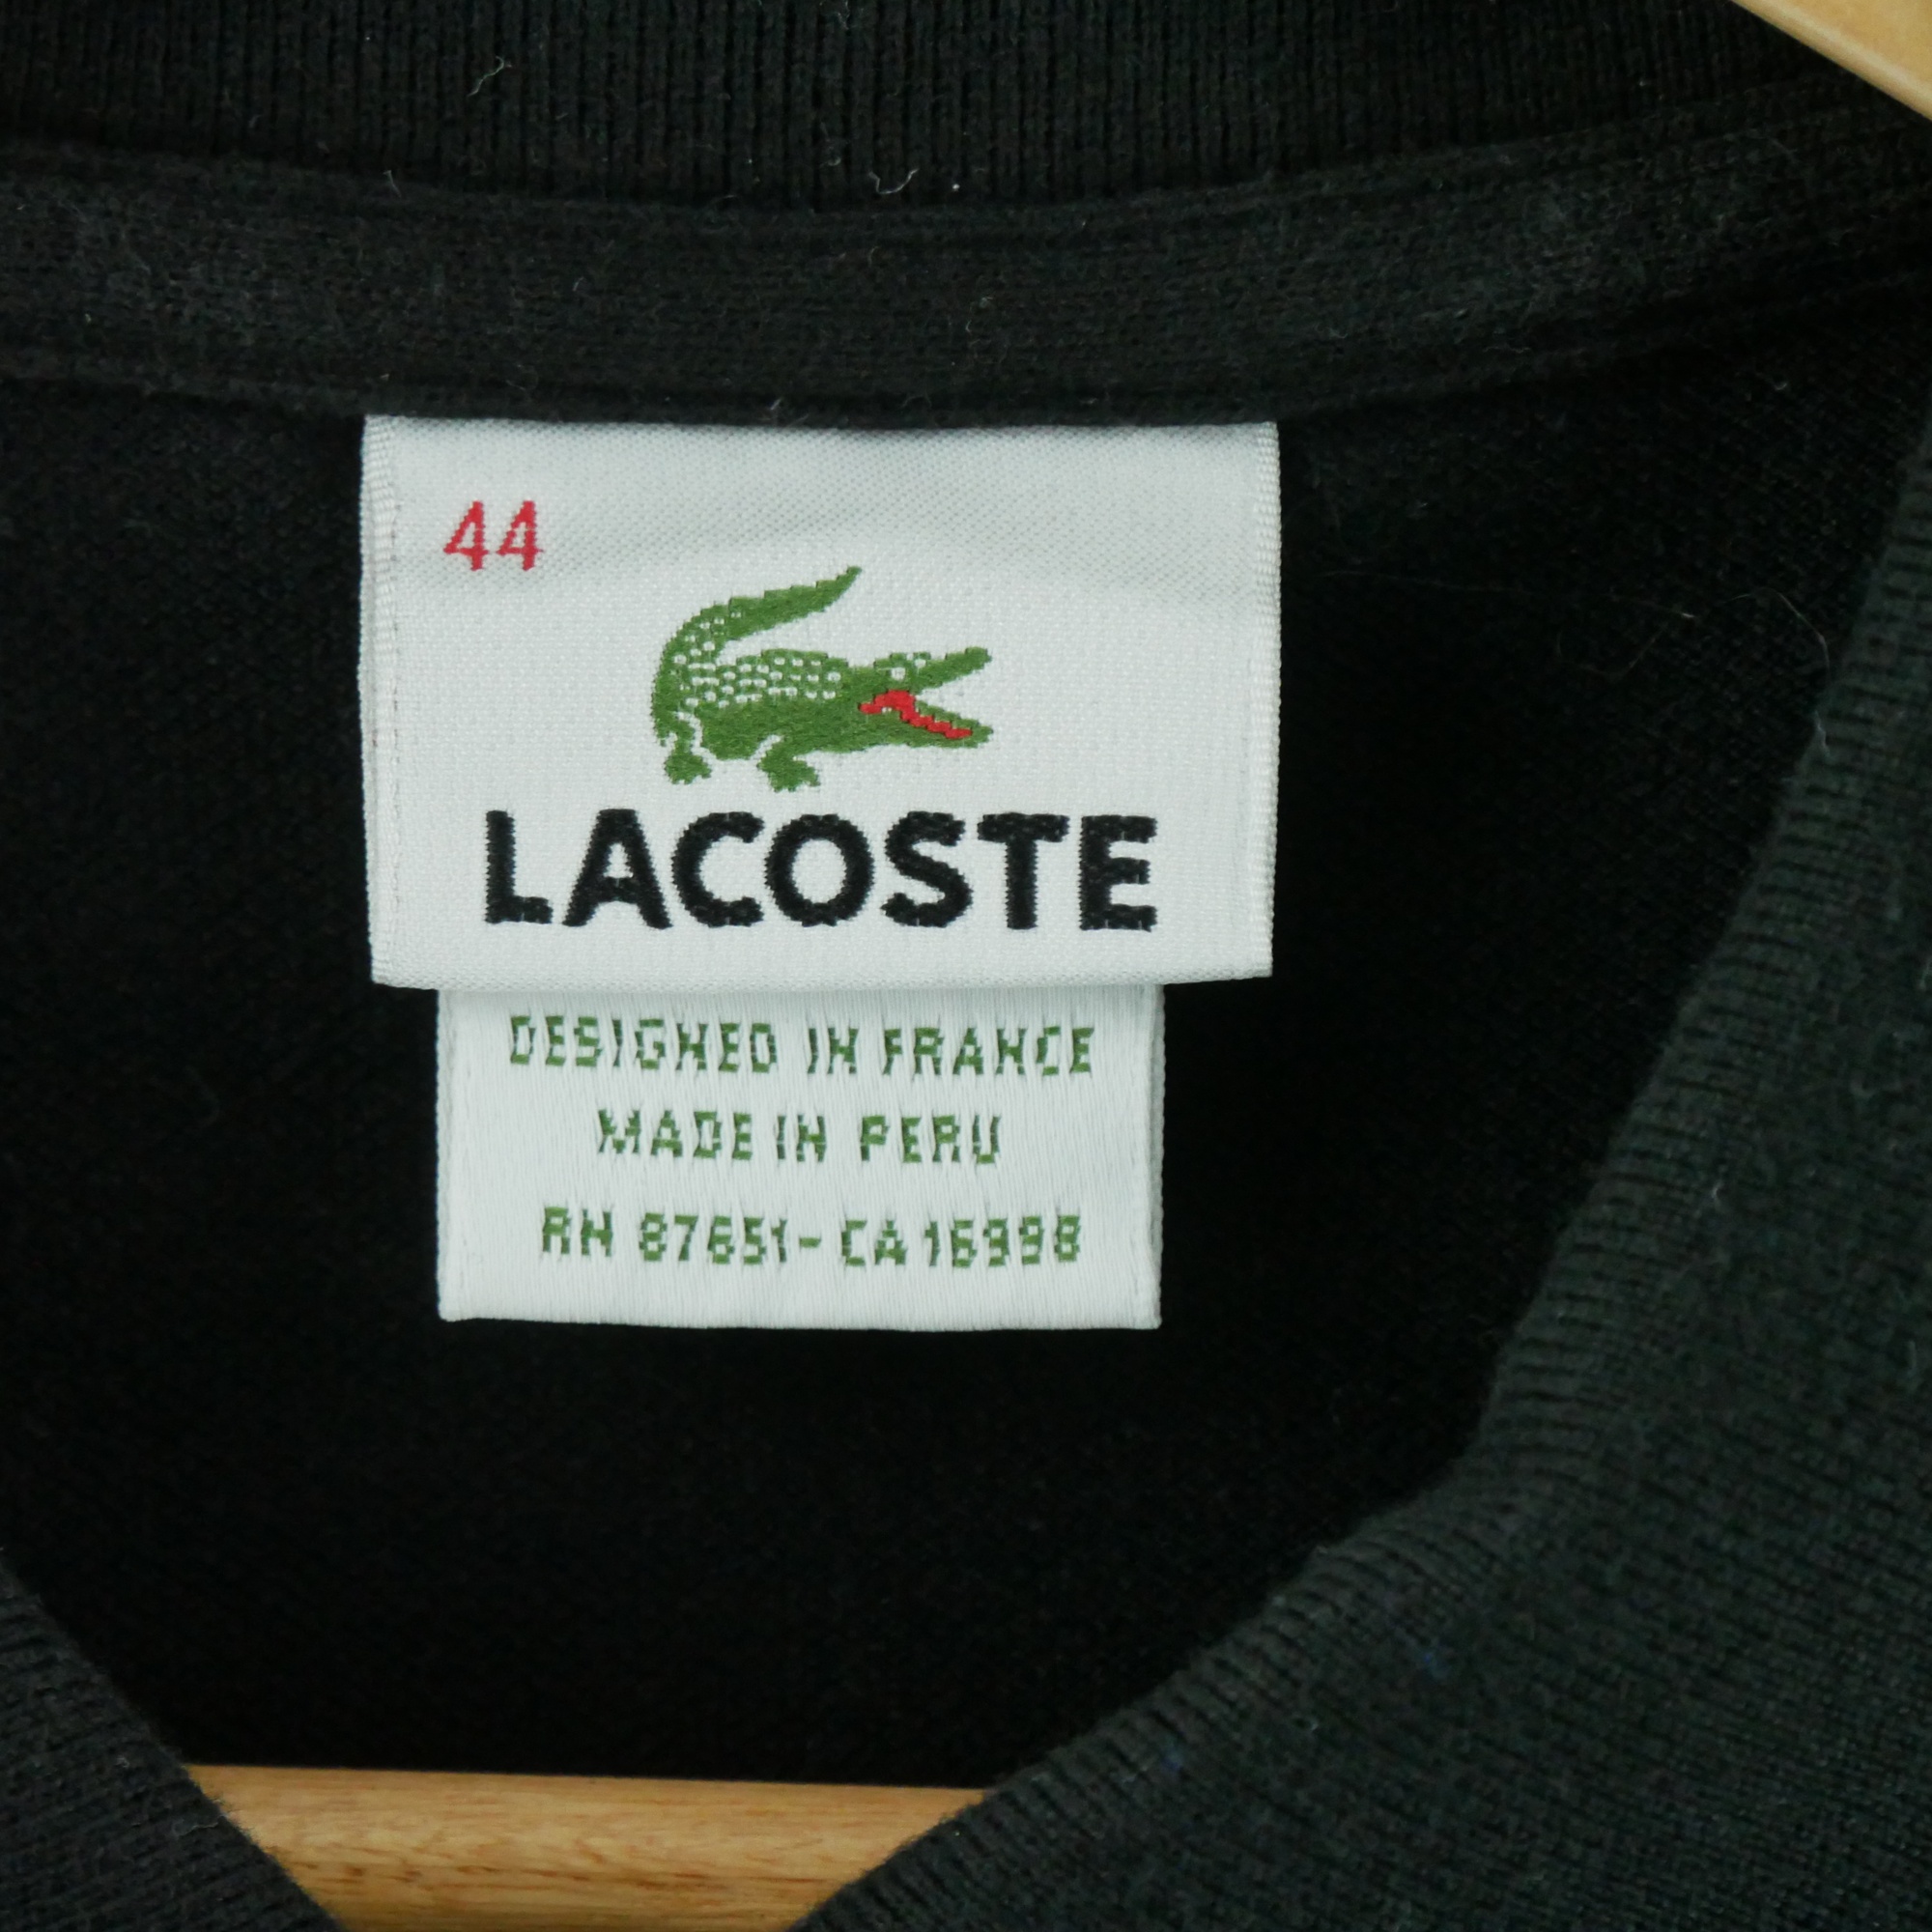 44
LACOSTE
DESIGNED IN FRANCE
MADE IN PERU
RN 87651-CA 16998